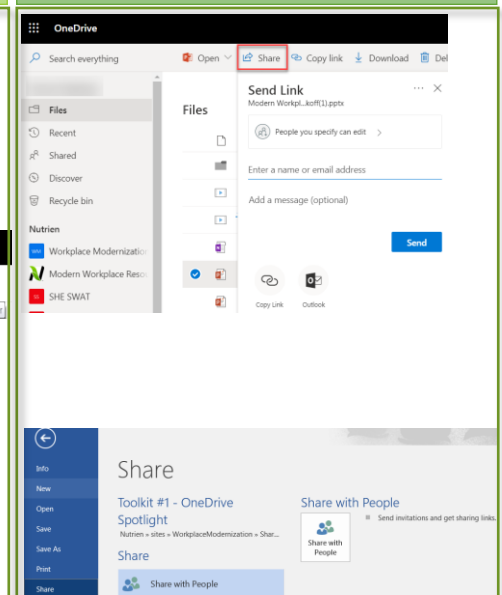 OneDrive
Search everything
Open
Share
Copy link
Download
Del
Files
Recent
Shared
Discover
Recycle bin
Nutrien
Workplace Modernizatio
Modern Workplace Reso
SHE SWAT
Files
Send Link
Modern Workpl...koff(1).pptx
People you specify can edit
Enter a name or email address
Add a message (optional)
Send
Copy Link
Outlook
Info
New
Open
Save
Save As
Print
Share
Share
Toolkit #1 - OneDrive
Spotlight
Nutrien » sites » WorkplaceModernization » Shar...
Share
Share with People
Share with People
Share with
People
Send invitations and get sharing links.